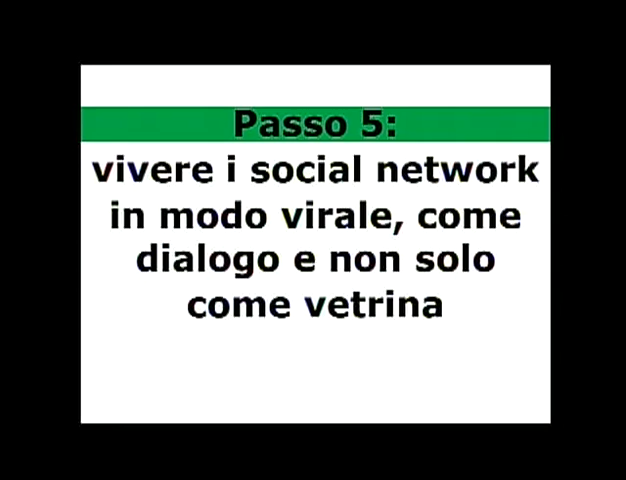 Passo 5:
vivere i social network
in modo virale, come
dialogo e non solo
come vetrina